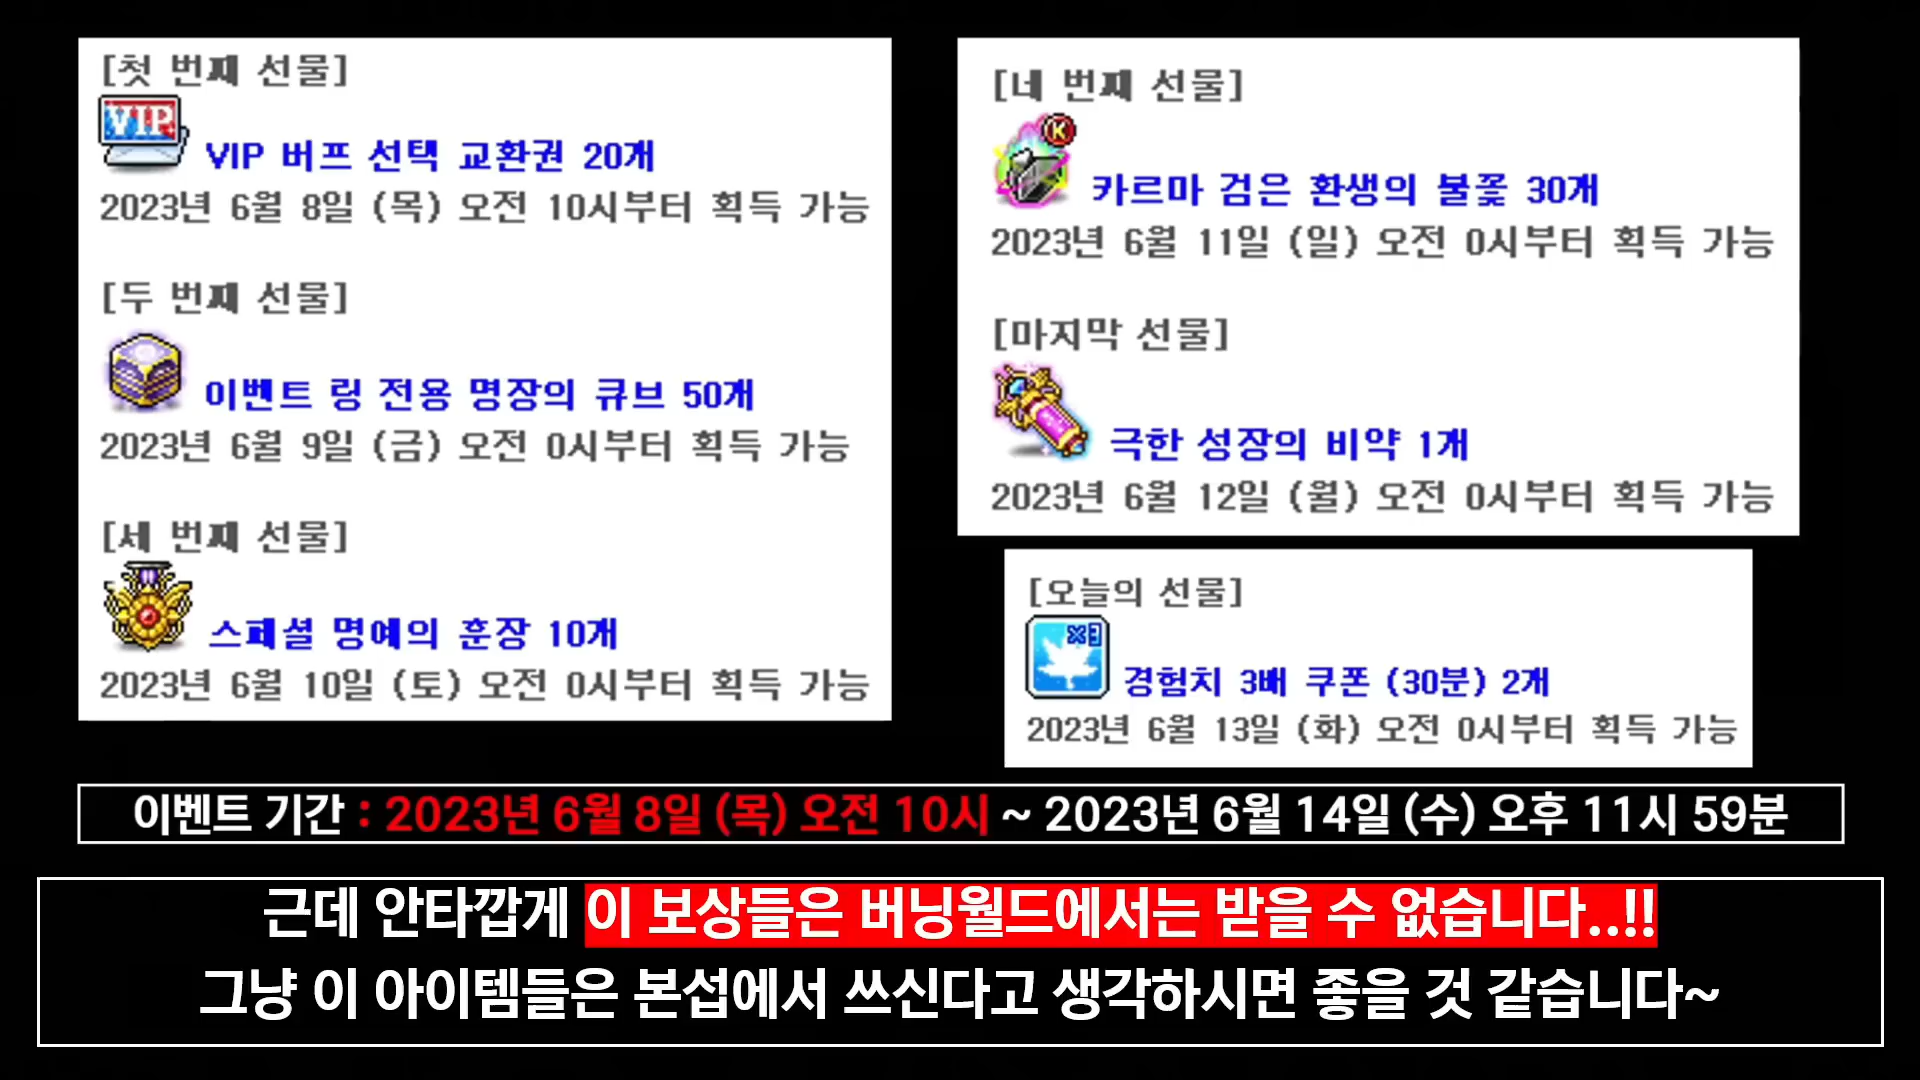 [첫 번째 선물]
VIP
VIP 버프 선택 교환권 20개
2023년 6월 8일 (목) 오전 10시부터 획득 가능
[두 번째 선물]
이벤트 링 전용 명장의 큐브 50개
2023년 6월 9일 (금) 오전 0시부터 획득 가능
[세 번째 선물]
스페셜 명예의 훈장 10개
2023년 6월 10일 (토) 오전 0시부터 획득 가능
[네 번째 선물]
K
카르마 검은 환생의 불꽃 30개
2023년 6월 11일 (일) 오전 0시부터 획득 가능
[마지막 선물]
극한 성장의 비약 1개
2023년 6월 12일 (월) 오전 0시부터 획득 가능
[오늘의 선물]
X3
경험치 3배 쿠폰 (30분) 2개
2023년 6월 13일 (화) 오전 0시부터 획득 가능
이벤트 기간 : 2023년 6월 8일 (목) 오전 10시 ~ 2023년 6월 14일 (수) 오후 11시 59분
근데 안타깝게 이 보상들은 버닝월드에서는 받을 수 없습니다..!!
그냥 이 아이템들은 본섭에서 쓰신다고 생각하시면 좋을 것 같습니다~